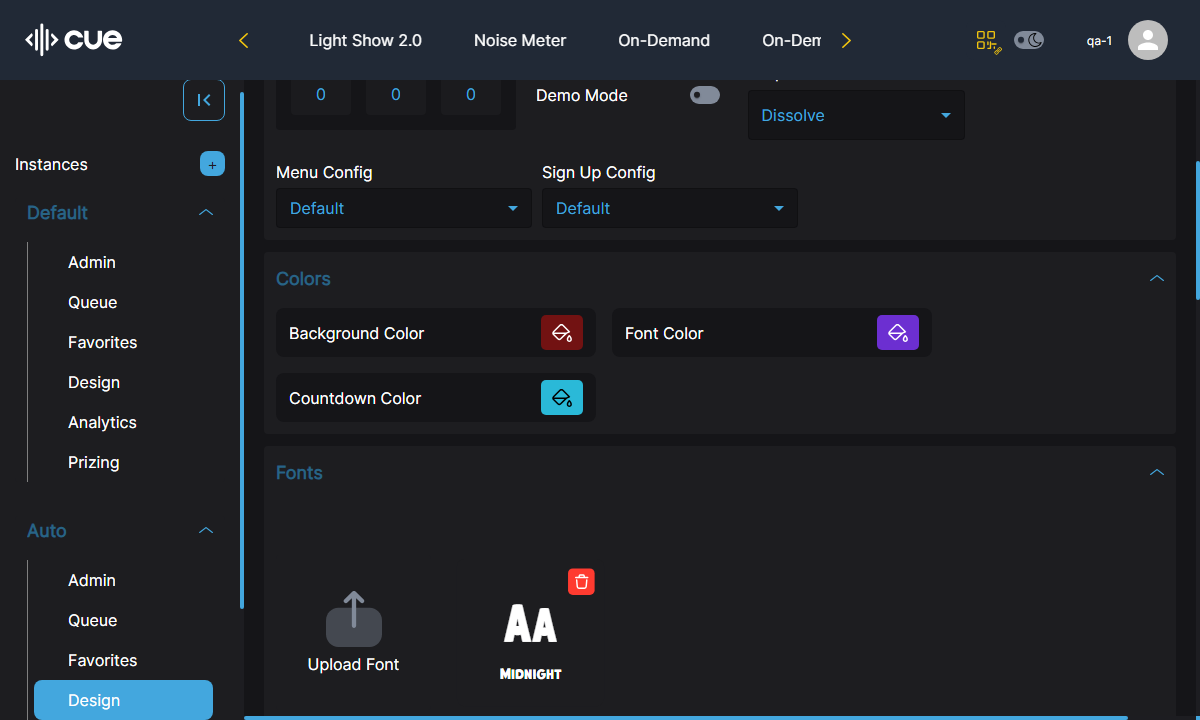 cue
Light Show 2.0
Noise Meter
On-Demand
On-Dem
qa-1
Instances
+
Default
Admin
Queue
Favorites
Design
Analytics
Prizing
Auto
Admin
Queue
Favorites
Design
0 0 0
Demo Mode
Dissolve
Menu Config
Sign Up Config
Default
Default
Colors
Background Color
Font Color
Countdown Color
Fonts
Upload Font
AA
MIDNIGHT